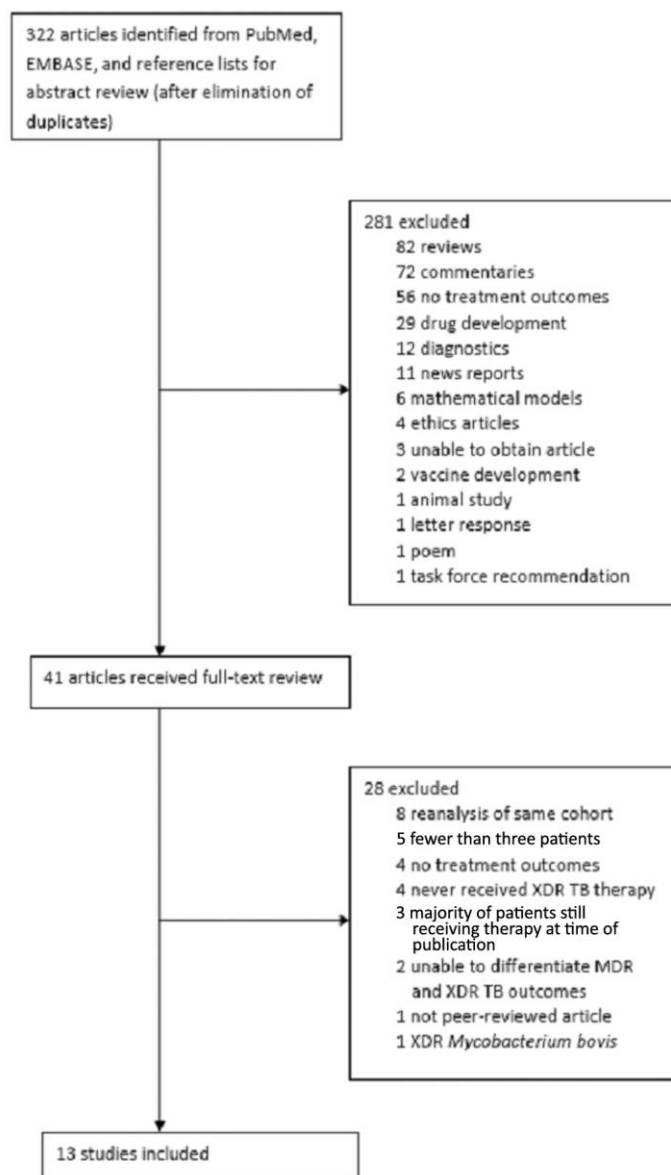 322 articles identified from PubMed,
EMBASE, and reference lists for
abstract review (after elimination of
duplicates)
281 excluded
82 reviews
72 commentaries
56 no treatment outcomes
29 drug development
12 diagnostics
11 news reports
6 mathematical models
4 ethics articles
3 unable to obtain article
2 vaccine development
1 animal study
1 letter response
1 poem
1 task force recommendation
41 articles received full-text review
28 excluded
8 reanalysis of same cohort
5 fewer than three patients
4 no treatment outcomes
4 never received XDR TB therapy
3 majority of patients still
receiving therapy at time of
publication
2 unable to differentiate MDR
and XDR TB outcomes
1 not peer-reviewed article
1 XDR Mycobacterium bovis
13 studies included